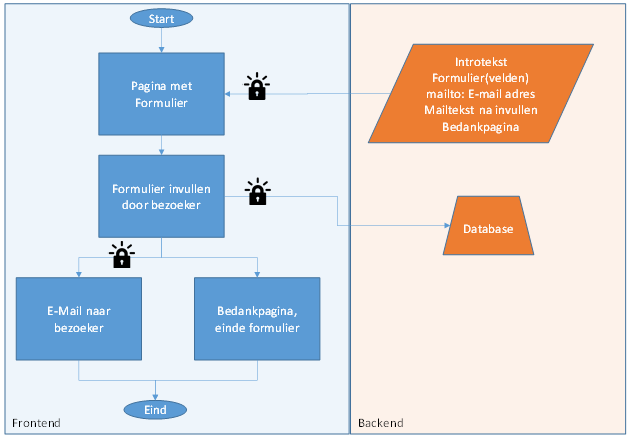 Start
Pagina met
Formulier
Introtekst
Formulier(velden)
mailto: E-mail adres
Mailtekst na invullen
Bedankpagina
Formulier invullen
door bezoeker
Database
E-Mail naar
bezoeker
Bedankpagina,
einde formulier
Eind
Frontend
Backend